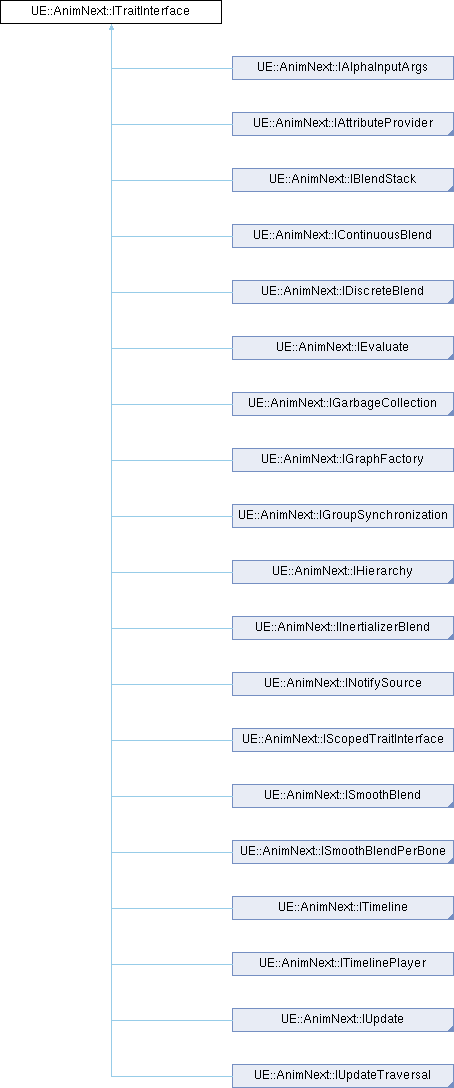 UE::AnimNext::ITraitInterface
UE::AnimNext::IAlphaInputArgs
UE::AnimNext::IAttributeProvider
UE::AnimNext::IBlendStack
UE::AnimNext::IContinuousBlend
UE::AnimNext::IDiscreteBlend
UE::AnimNext::IEvaluate
UE::AnimNext::IGarbageCollection
UE::AnimNext::IGraphFactory
UE::AnimNext::IGroupSynchronization
UE::AnimNext::IHierarchy
UE::AnimNext::IInertializerBlend
UE::AnimNext::INotifySource
UE::AnimNext::IScopedTraitInterface
UE::AnimNext::ISmoothBlend
UE::AnimNext::ISmoothBlendPerBone
UE::AnimNext::ITimeline
UE::AnimNext::ITimelinePlayer
UE::AnimNext::IUpdate
UE::AnimNext::IUpdateTraversal